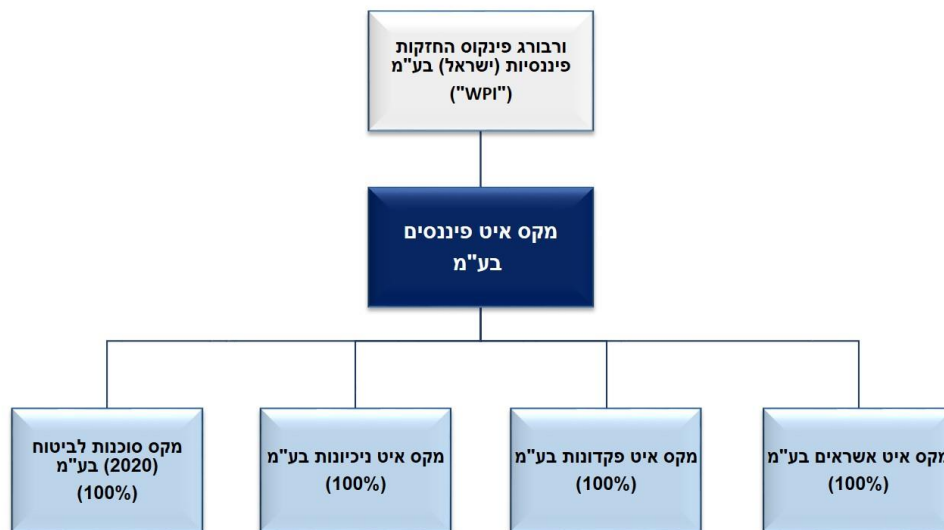 ורבורג פינקוס החזקות
פיננסיות (ישראל) בע"מ
("WPI")
מקס איט פיננסים
בע"מ
מקס איט אשראים בע"מ
(100%)
מקס איט פקדונות בע"מ
(100%)
מקס איט ניכיונות בע"מ
(100%)
מקס סוכנות לביטוח
(2020) בע"מ
(100%)